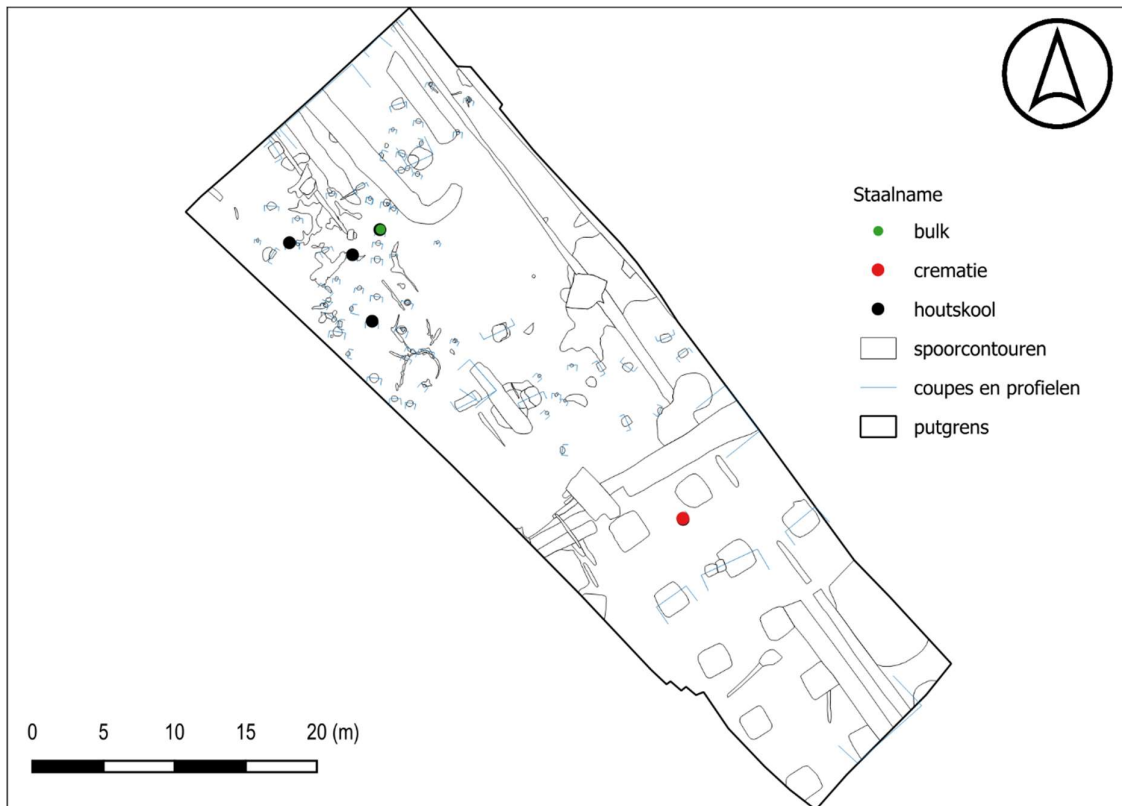 Staalname
bulk
crematie
houtskool
spoorcontouren
coupes en profielen
putgrens
0 5 10 15 20 (m)